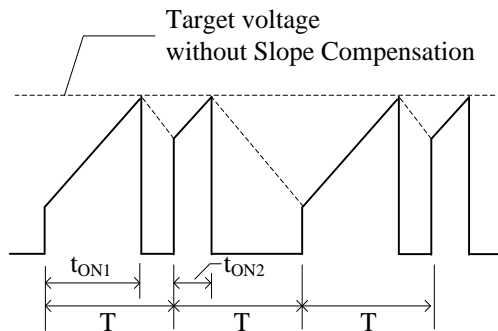 Target voltage
without Slope Compensation
tON1
tON2
T
T
T